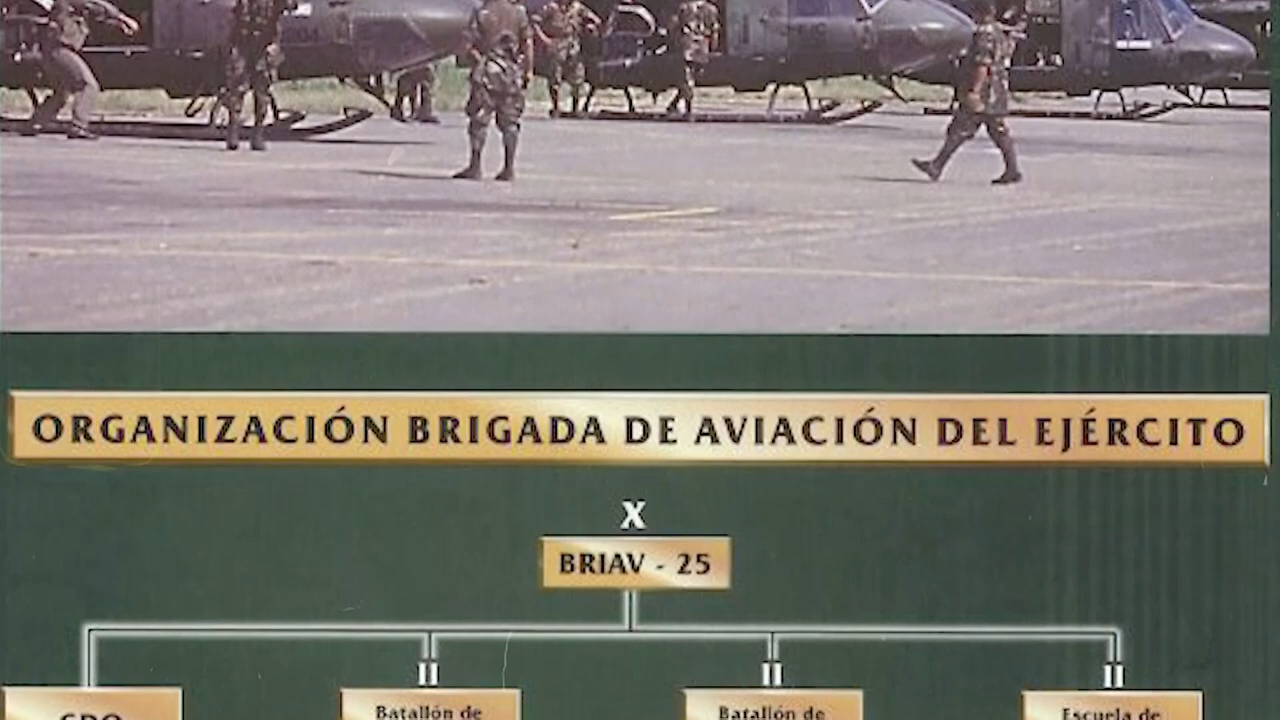 ORGANIZACIÓN BRIGADA DE AVIACIÓN DEL EJÉRCITO
X
BRIAV - 25
II II II
Batallón de Batallón de Escuela de